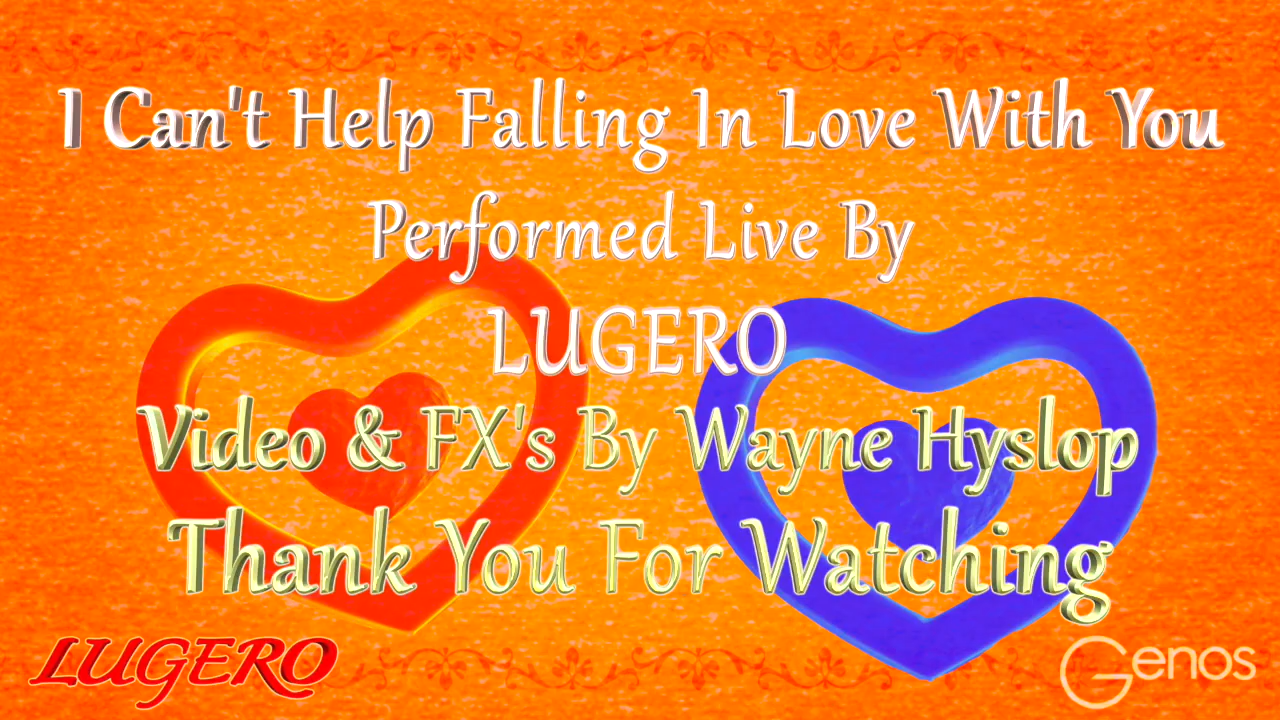 I Can't Help Falling In Love With You
Performed Live By
LUGERO
Video & FX's By Wayne Hyslop
Thank You For Watching
LUGERO
Genos